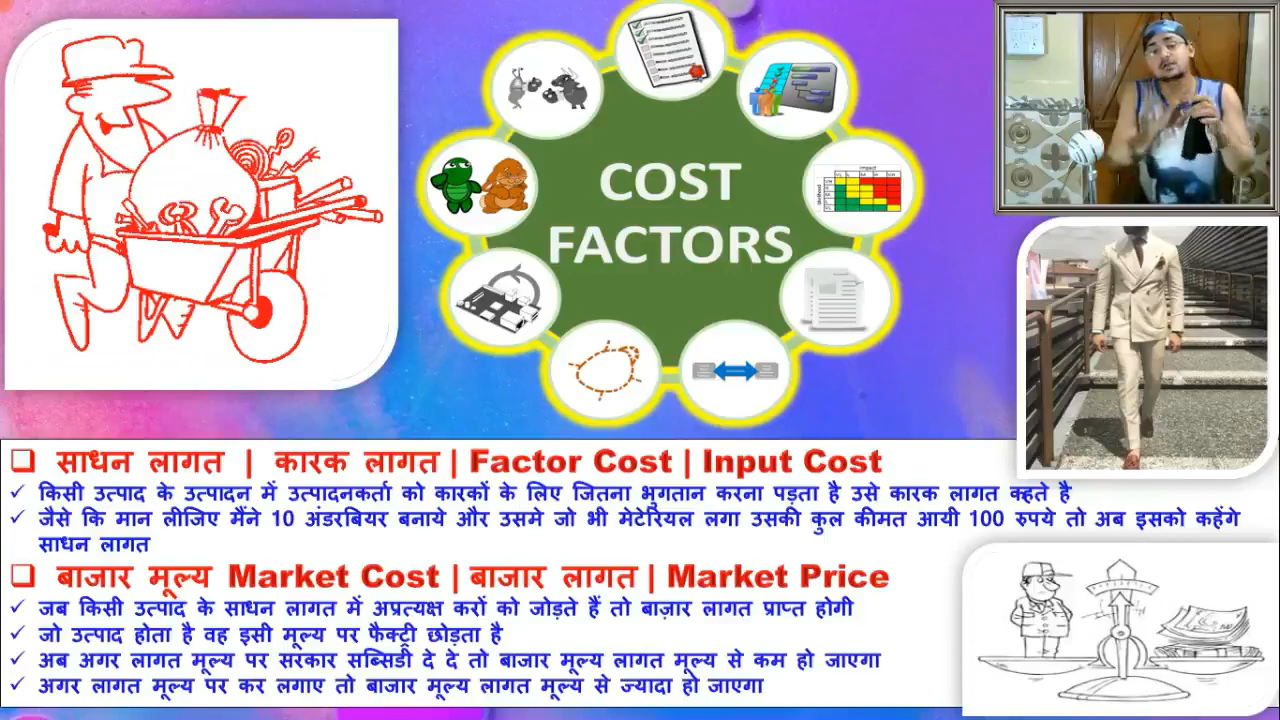 COST
FACTORS
Impact
Likelihood
साधन लागत | कारक लागत | Factor Cost | Input Cost
किसी उत्पाद के उत्पादन में उत्पादनकर्ता को कारकों के लिए जितना भुगतान करना पड़ता है उसे कारक लागत कहते है
जैसे कि मान लीजिए मैंने 10 अंडरबियर बनाये और उसमे जो भी मेटेरियल लगा उसकी कुल कीमत आयी 100 रुपये तो अब इसको कहेंगे
साधन लागत
बाजार मूल्य Market Cost | बाजार लागत | Market Price
जब किसी उत्पाद के साधन लागत में अप्रत्यक्ष करों को जोड़ते हैं तो बाज़ार लागत प्राप्त होगी
जो उत्पाद होता है वह इसी मूल्य पर फैक्ट्री छोड़ता है
अब अगर लागत मूल्य पर सरकार सब्सिडी दे दे तो बाजार मूल्य लागत मूल्य से कम हो जाएगा
अगर लागत मूल्य पर कर लगाए तो बाजार मूल्य लागत मूल्य से ज्यादा हो जाएगा